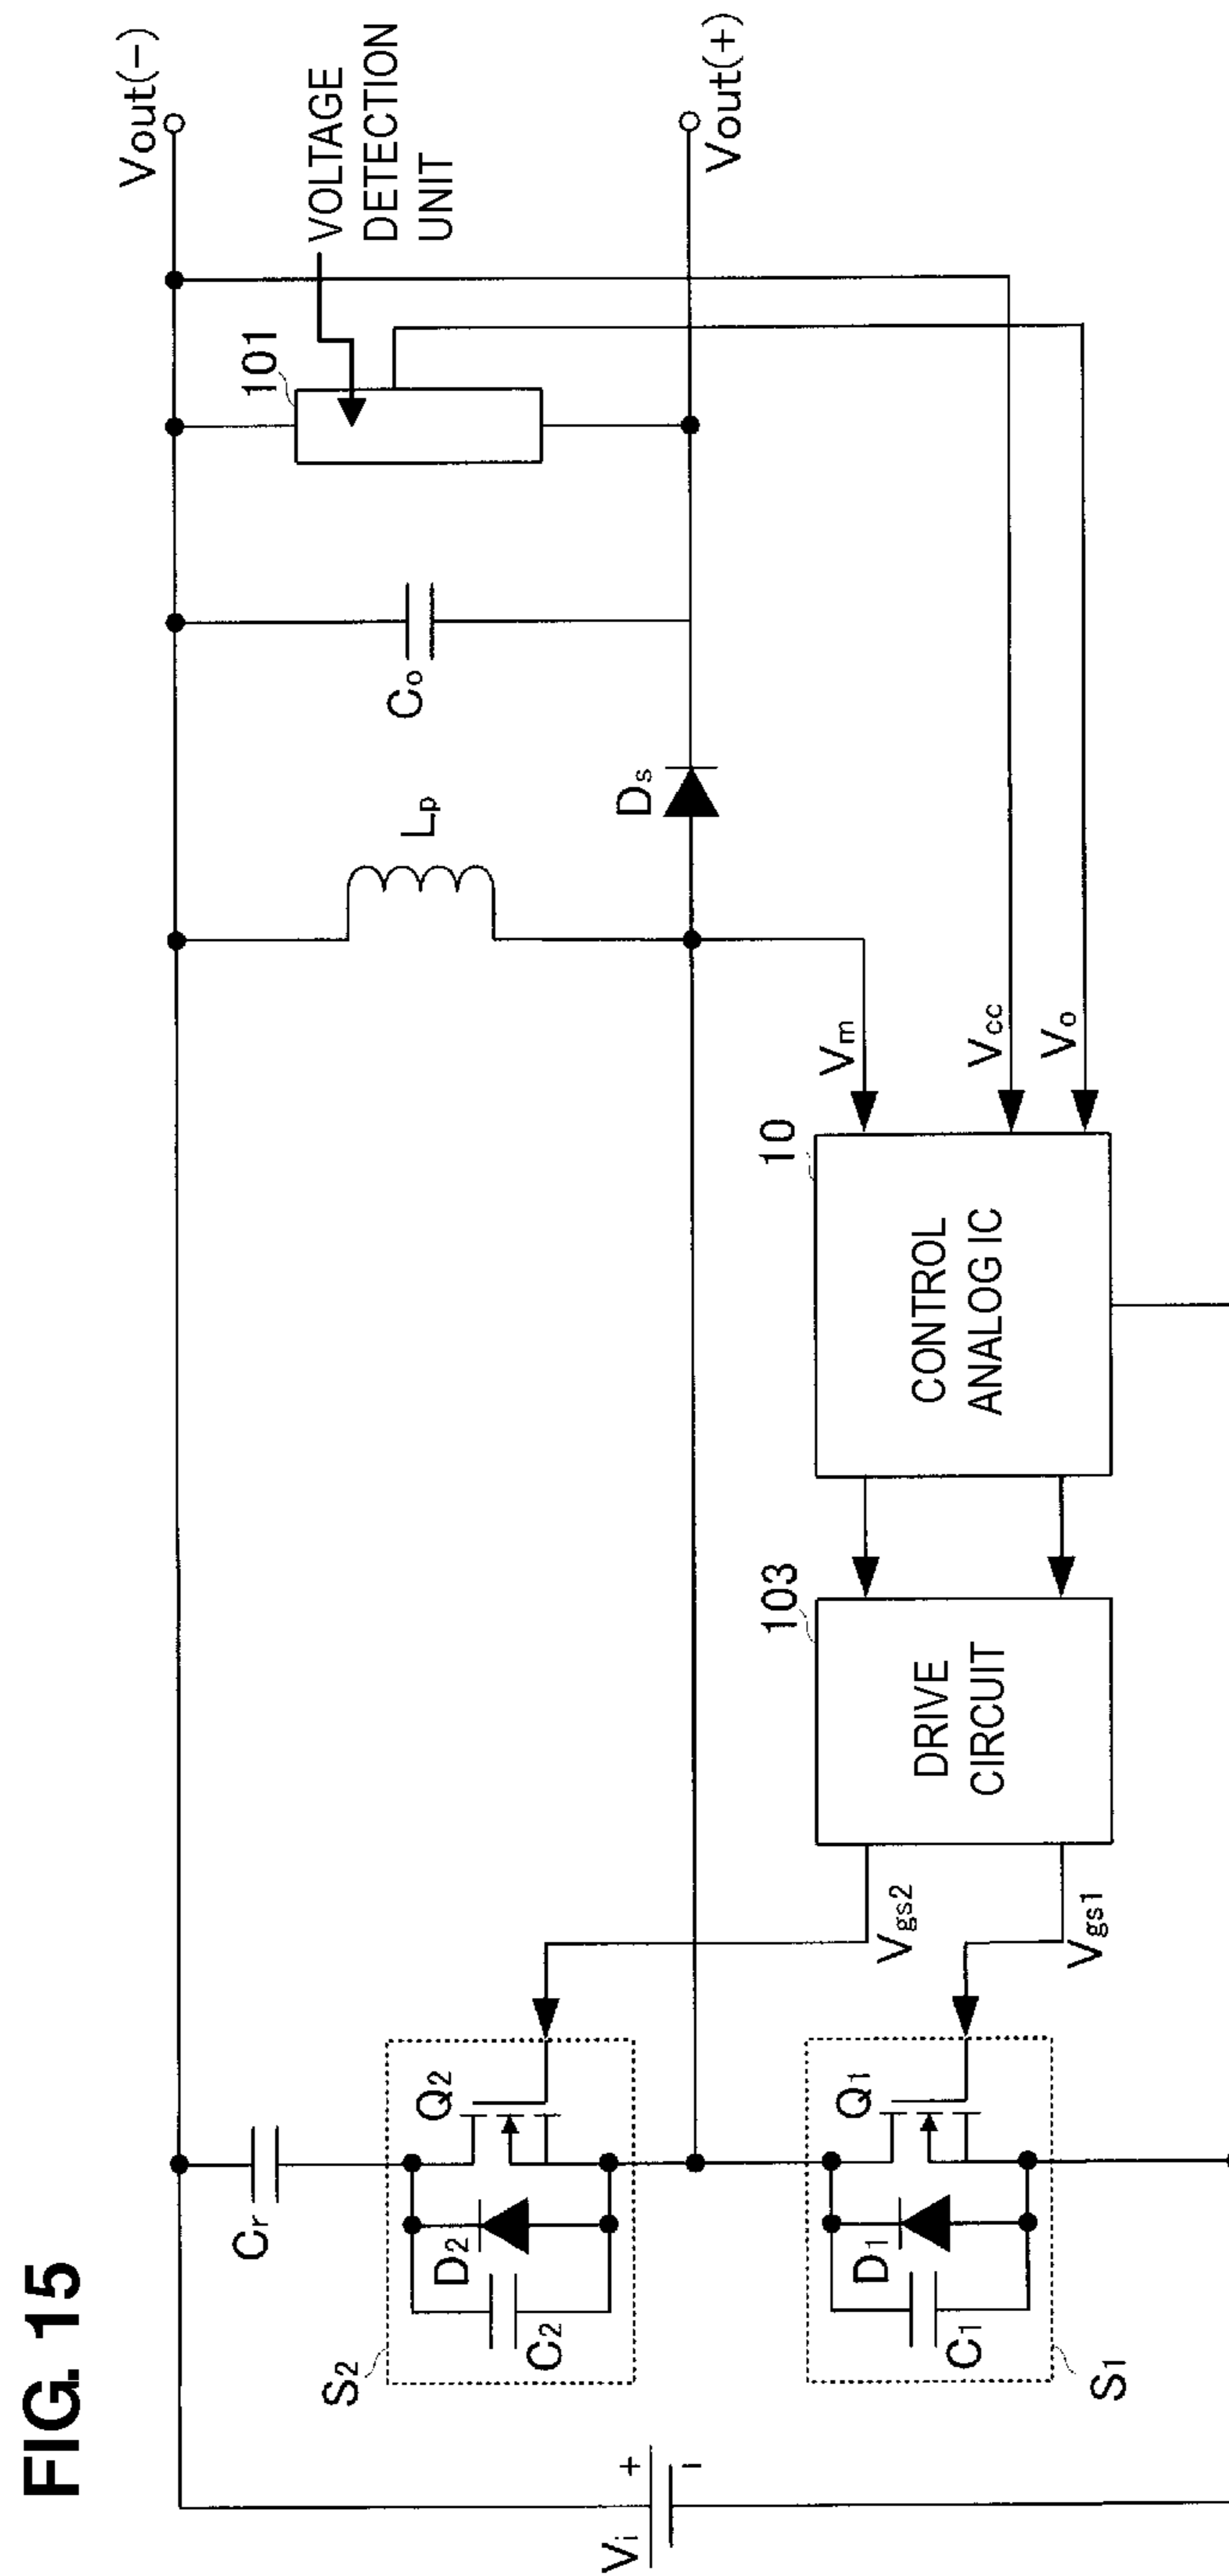 FIG. 15
Vout(-)
VOLTAGE
DETECTION
UNIT
101
Vout(+)
Co
Lp
Ds
Vm
Vcc
Vo
10
CONTROL
ANALOG IC
103
DRIVE
CIRCUIT
Vgs2
Vgs1
Cr
S2
Q2
D2
C2
Q1
D1
C1
S1
Vi
+
-